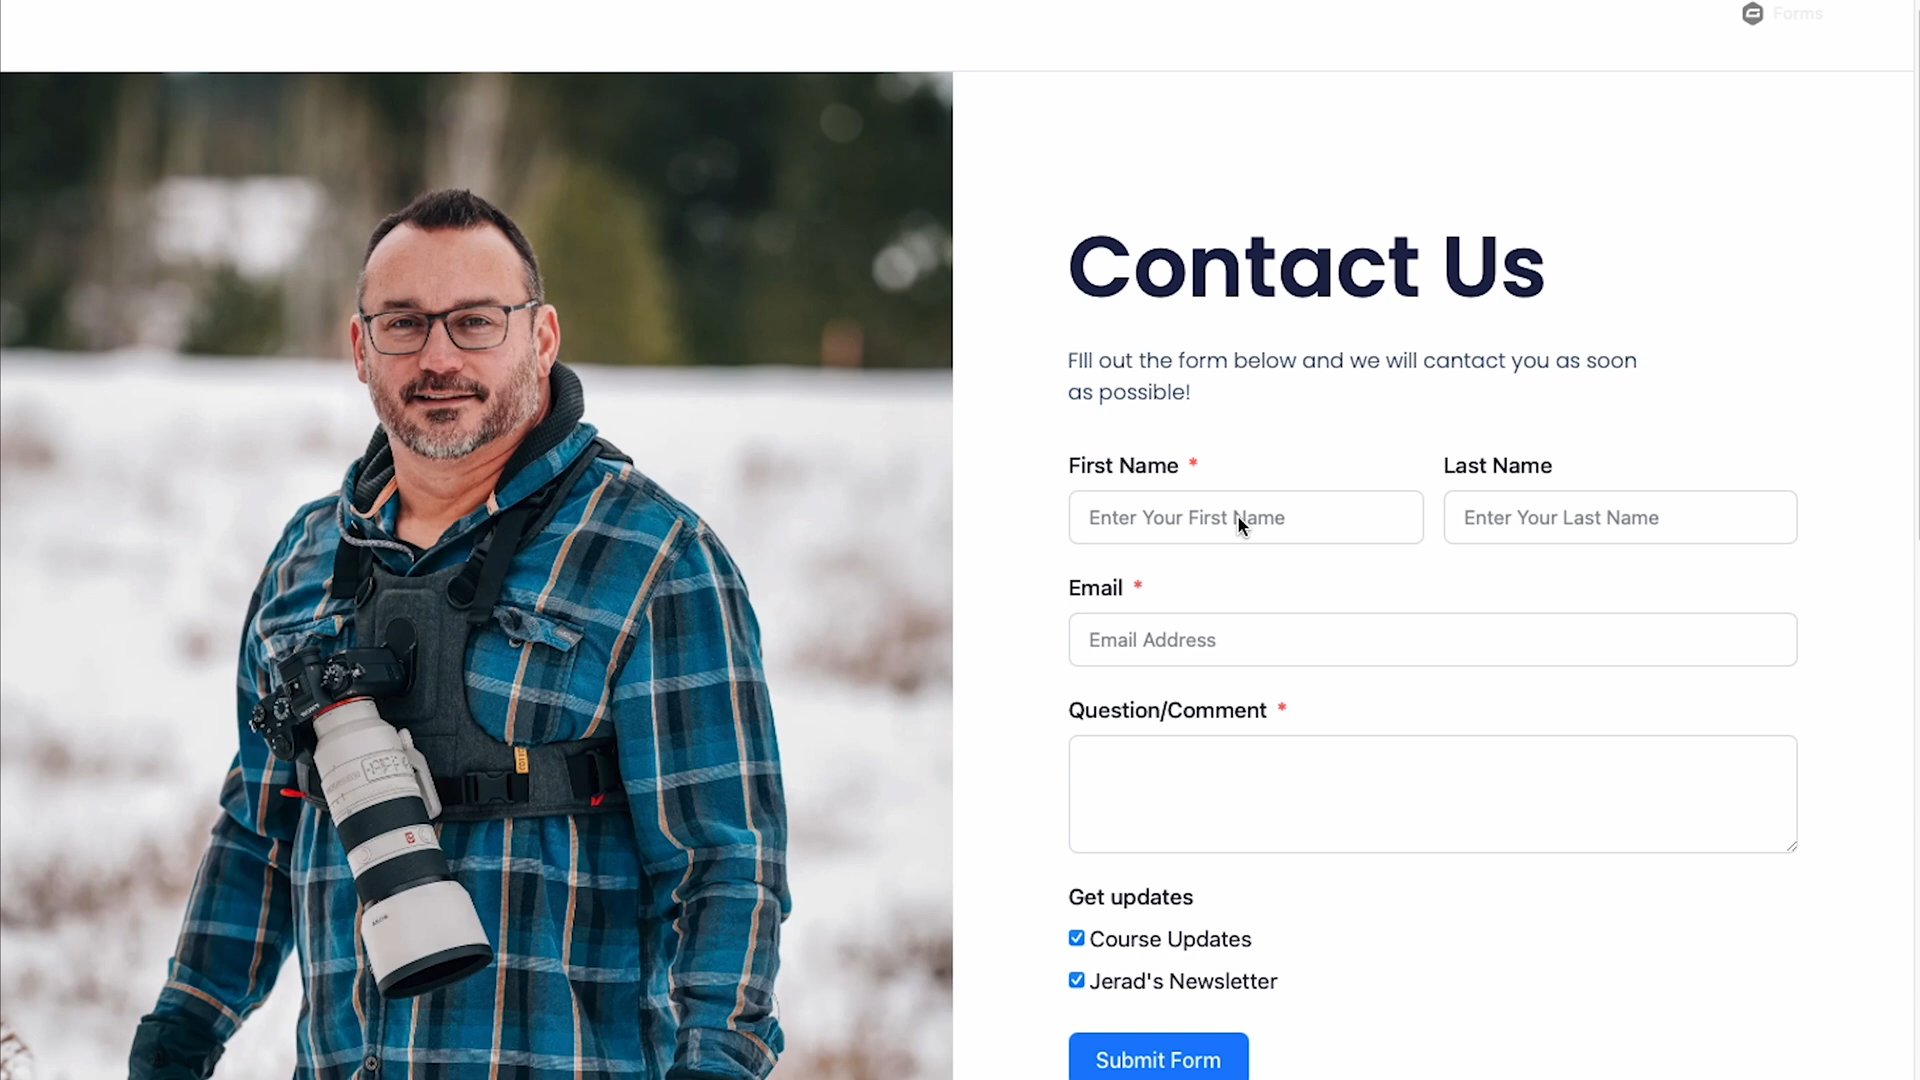 Forms
Contact Us
FIll out the form below and we will cantact you as soon
as possible!
First Name *
Last Name
Enter Your First Name
Enter Your Last Name
Email *
Email Address
Question/Comment *
Get updates
Course Updates
Jerad's Newsletter
Submit Form
SONY